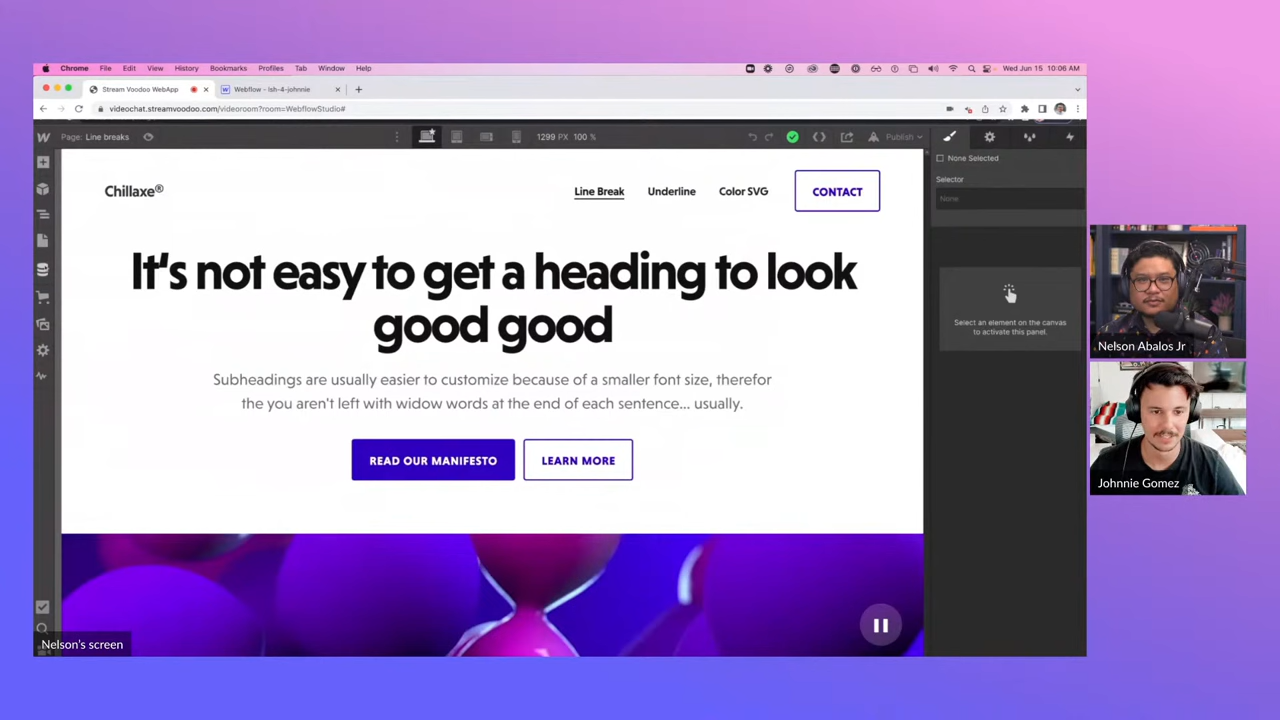 Chrome File Edit View History Bookmarks Profiles Tab Window Help Wed Jun 15 10:06 AM
Stream Voodoo WebApp Webflow - lsh-4-johnnie
videochat.streamvoodoo.com/videoroom?room=WebflowStudio#
Page: Line breaks 1299 PX 100 % Publish
None Selected
Selector
None
Chillaxe® Line Break Underline Color SVG CONTACT
It's not easy to get a heading to look
good good
Subheadings are usually easier to customize because of a smaller font size, therefor
the you aren't left with widow words at the end of each sentence... usually.
READ OUR MANIFESTO LEARN MORE
Select an element on the canvas
to activate this panel.
Nelson Abalos Jr
Johnnie Gomez
Nelson's screen